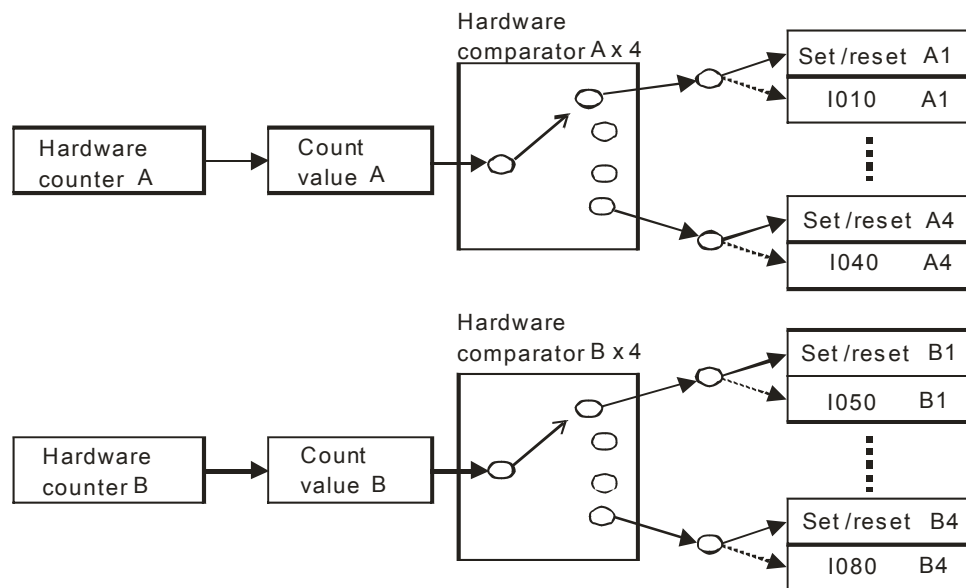 Hardware
comparator A x 4
Set/reset A1
I010 A1
Hardware
counter A
Count
value A
Set/reset A4
I040 A4
Hardware
comparator B x 4
Set/reset B1
I050 B1
Hardware
counter B
Count
value B
Set/reset B4
I080 B4